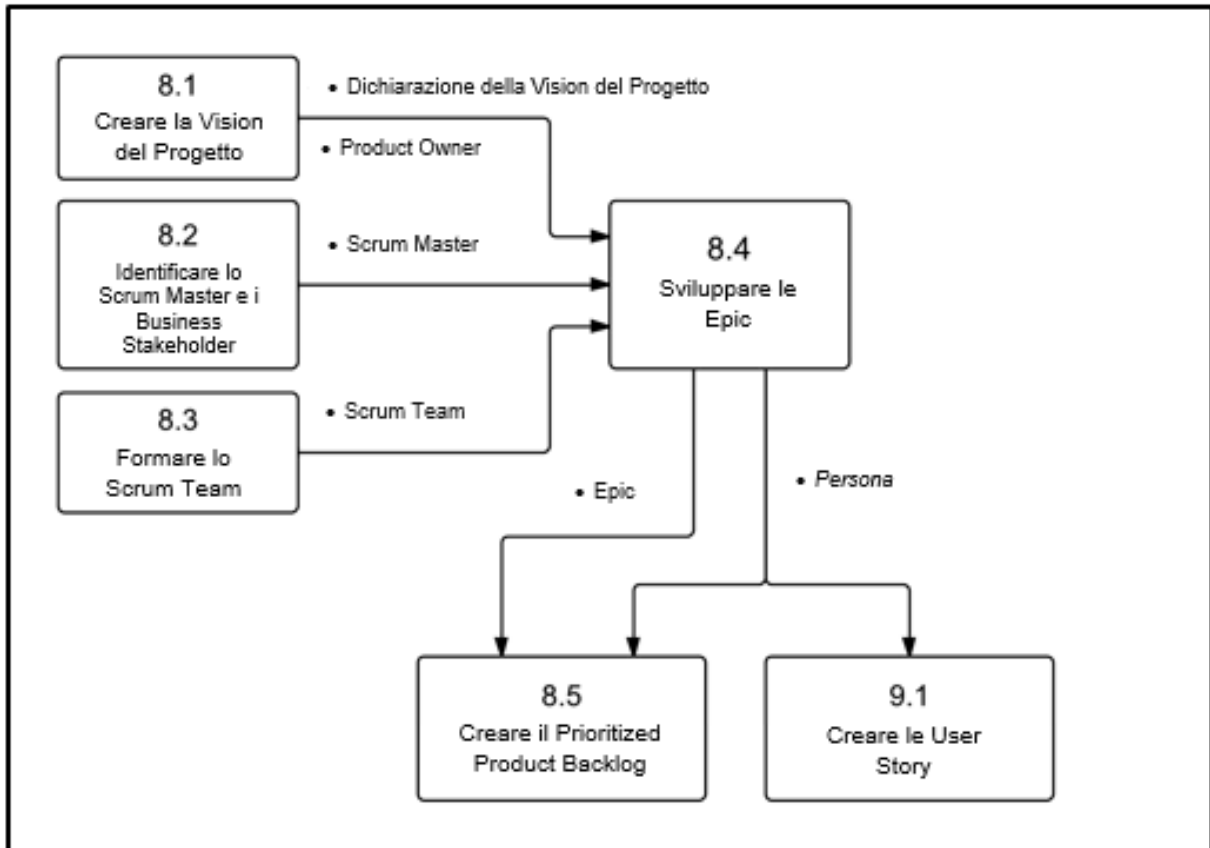 8.1
Creare la Vision
del Progetto
• Dichiarazione della Vision del Progetto
• Product Owner
8.2
Identificare lo
Scrum Master e i
Business
Stakeholder
• Scrum Master
8.3
Formare lo
Scrum Team
• Scrum Team
8.4
Sviluppare le
Epic
• Epic
• Persona
8.5
Creare il Prioritized
Product Backlog
9.1
Creare le User
Story